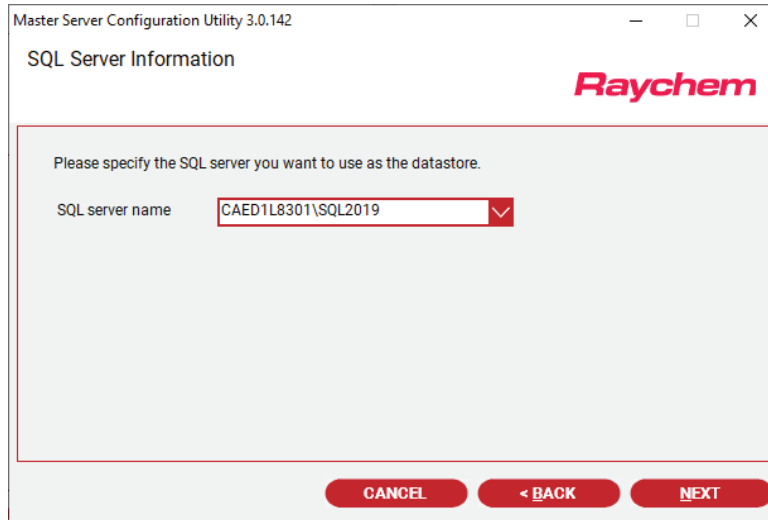 Master Server Configuration Utility 3.0.142
SQL Server Information
Raychem
Please specify the SQL server you want to use as the datastore.
SQL server name
CAED1L8301\SQL2019
CANCEL
< BACK
NEXT